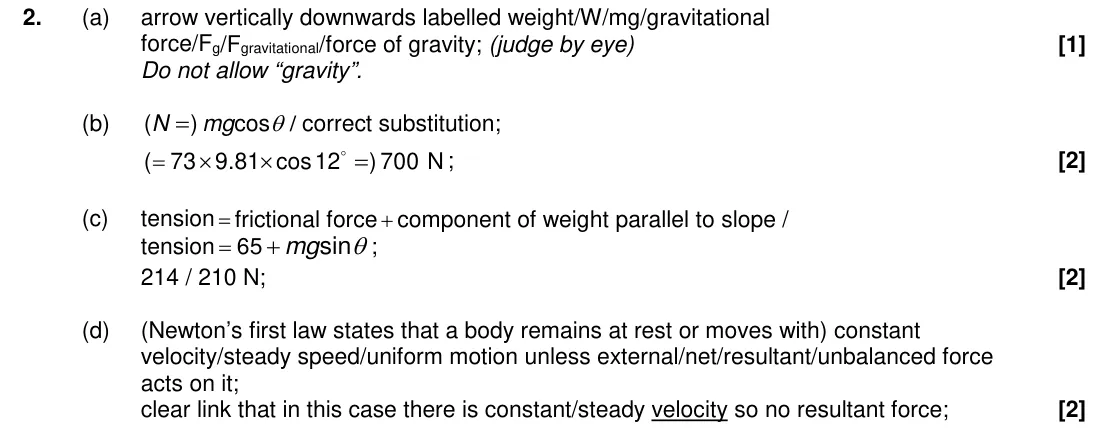 2. (a) arrow vertically downwards labelled weight/W/mg/gravitational
force/Fg/Fgravitational/force of gravity; (judge by eye) [1]
Do not allow “gravity”.
(b) (N =) mgcosθ / correct substitution;
(= 73×9.81×cos12° =) 700 N; [2]
(c) tension = frictional force + component of weight parallel to slope /
tension = 65 + mgsinθ;
214 / 210 N; [2]
(d) (Newton’s first law states that a body remains at rest or moves with) constant
velocity/steady speed/uniform motion unless external/net/resultant/unbalanced force
acts on it;
clear link that in this case there is constant/steady velocity so no resultant force; [2]